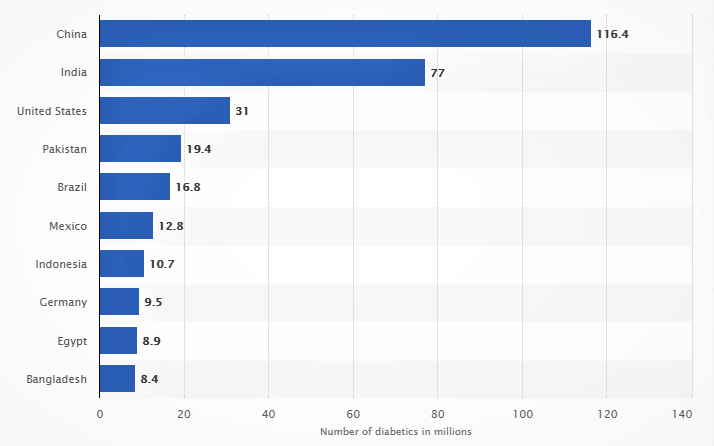 China 116.4
India 77
United States 31
Pakistan 19.4
Brazil 16.8
Mexico 12.8
Indonesia 10.7
Germany 9.5
Egypt 8.9
Bangladesh 8.4
0 20 40 60 80 100 120 140
Number of diabetics in millions